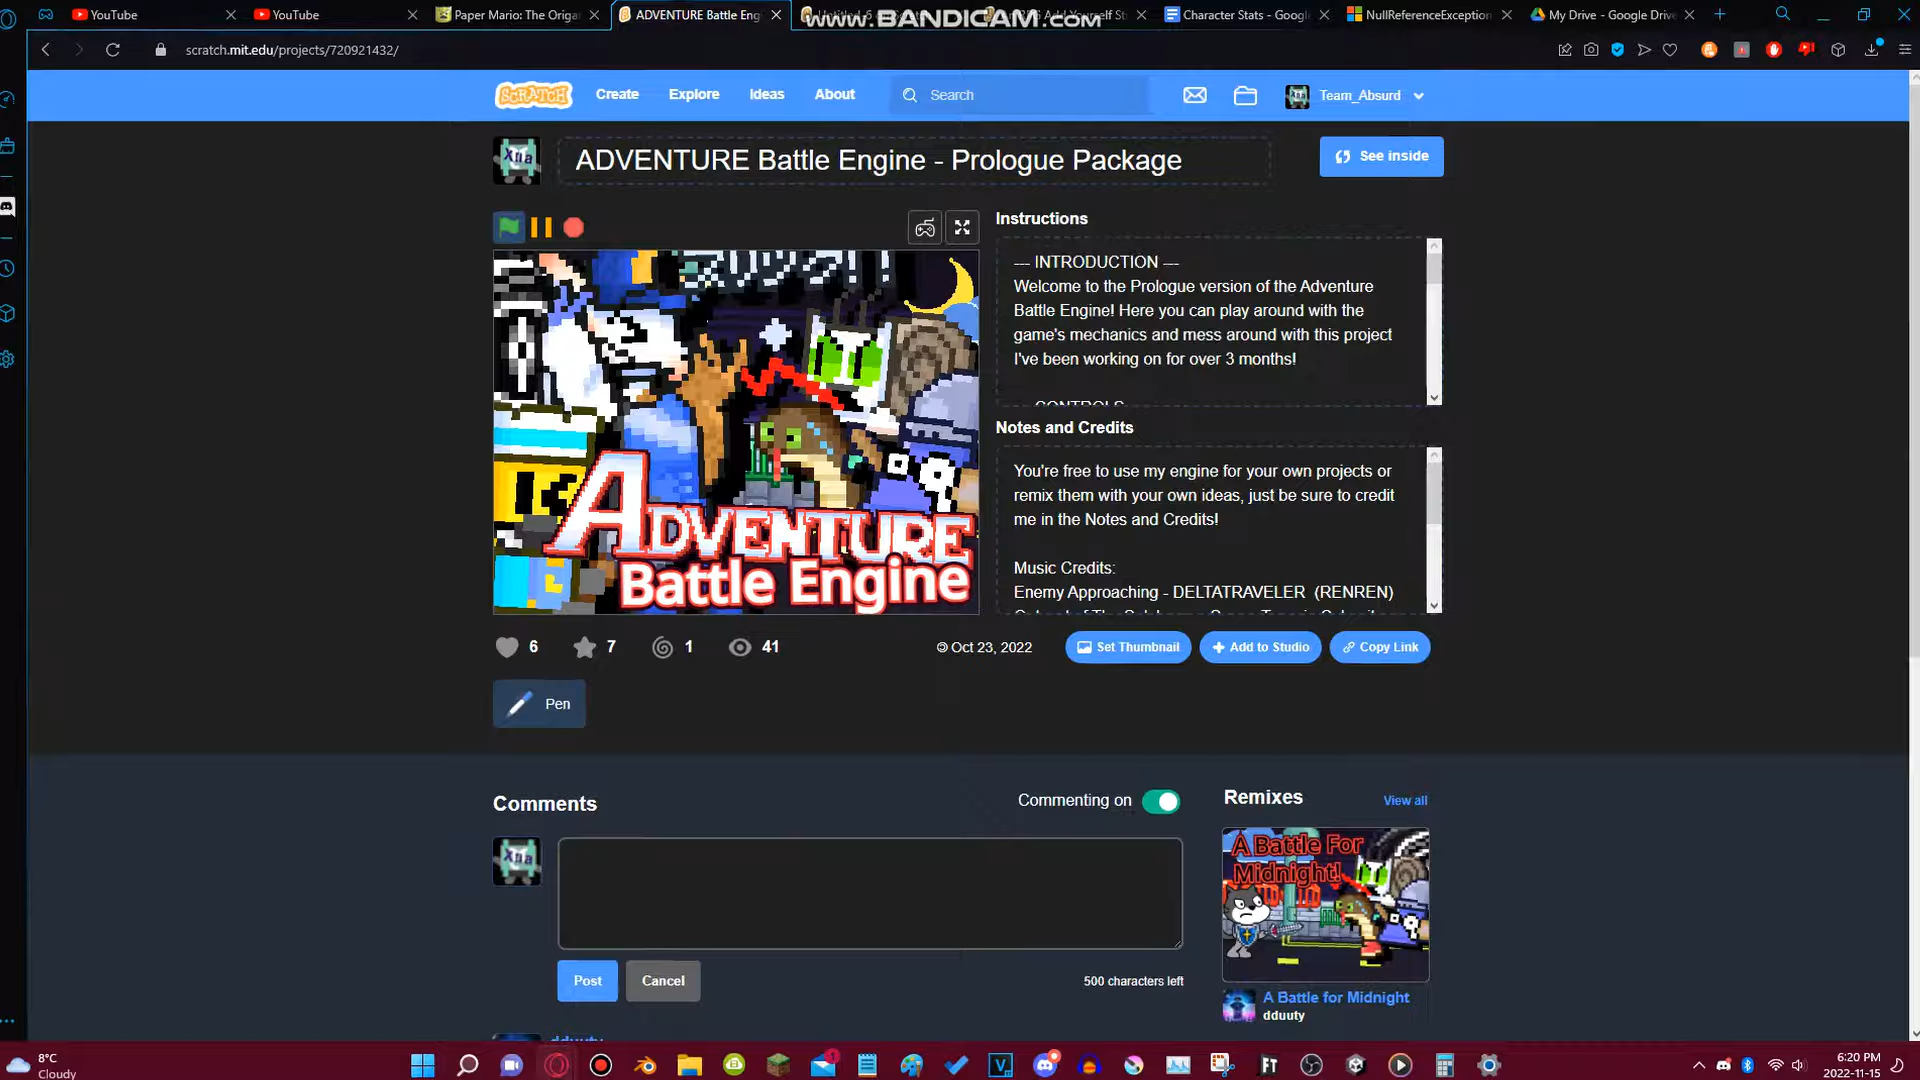 YouTube
YouTube
Paper Mario: The Origa
ADVENTURE Battle Eng
www.BANDICAM.com
Add Yourself St
Character Stats - Googl
NullReferenceException
My Drive - Google Driv
scratch.mit.edu/projects/720921432/
SCRATCH
Create
Explore
Ideas
About
Search
Team_Absurd
ADVENTURE Battle Engine - Prologue Package
See inside
Instructions
--- INTRODUCTION ---
Welcome to the Prologue version of the Adventure
Battle Engine! Here you can play around with the
game's mechanics and mess around with this project
I've been working on for over 3 months!
CONTROLS
Notes and Credits
You're free to use my engine for your own projects or
remix them with your own ideas, just be sure to credit
me in the Notes and Credits!
Music Credits:
Enemy Approaching - DELTATRAVELER (RENREN)
ADVENTURE
Battle Engine
6
7
1
41
© Oct 23, 2022
Set Thumbnail
Add to Studio
Copy Link
Pen
Comments
Commenting on
Remixes
View all
A Battle For
Midnight!
Post
Cancel
500 characters left
A Battle for Midnight
dduuty
dduuty
8°C
Cloudy
6:20 PM
2022-11-15